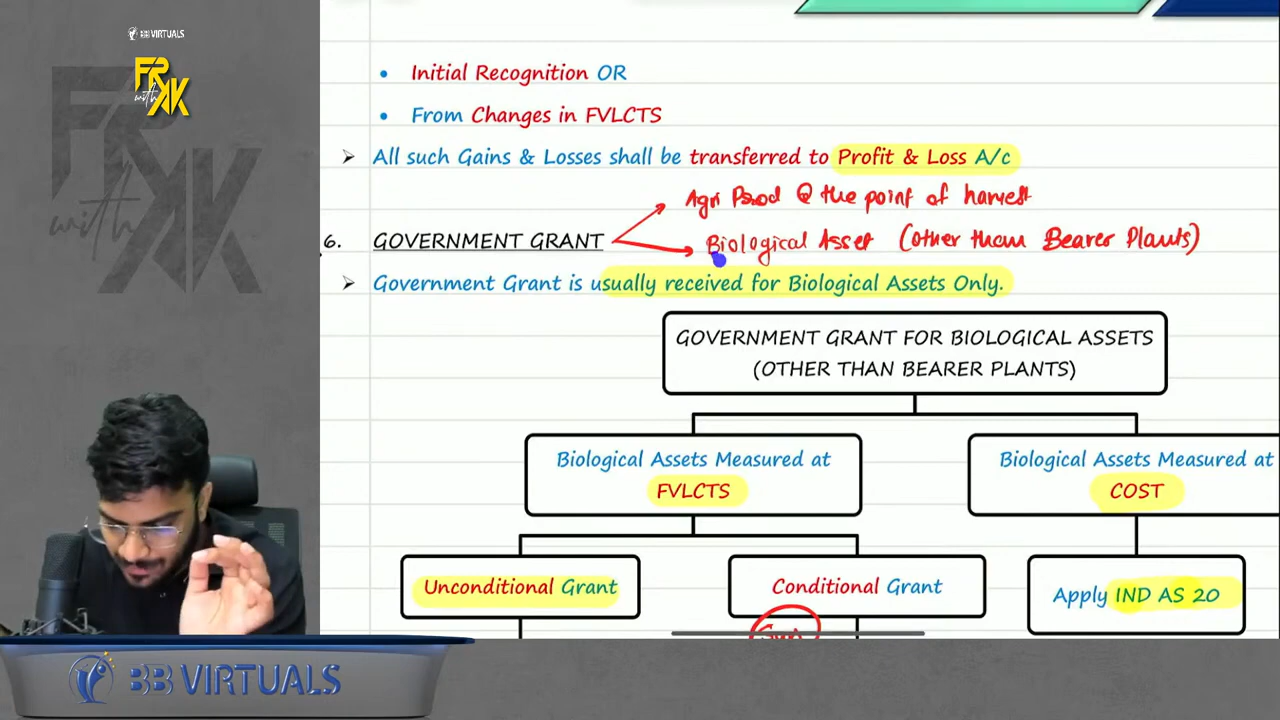 BB VIRTUALS
FR
with
KK
• Initial Recognition OR
• From Changes in FVLCTS
➢ All such Gains & Losses shall be transferred to Profit & Loss A/c
Agri Prod @ the point of harvest
6. GOVERNMENT GRANT
Biological Asset (Other than Bearer Plants)
➢ Government Grant is usually received for Biological Assets Only.
GOVERNMENT GRANT FOR BIOLOGICAL ASSETS
(OTHER THAN BEARER PLANTS)
Biological Assets Measured at
FVLCTS
Biological Assets Measured at
COST
Unconditional Grant
Conditional Grant
Apply IND AS 20
BB VIRTUALS